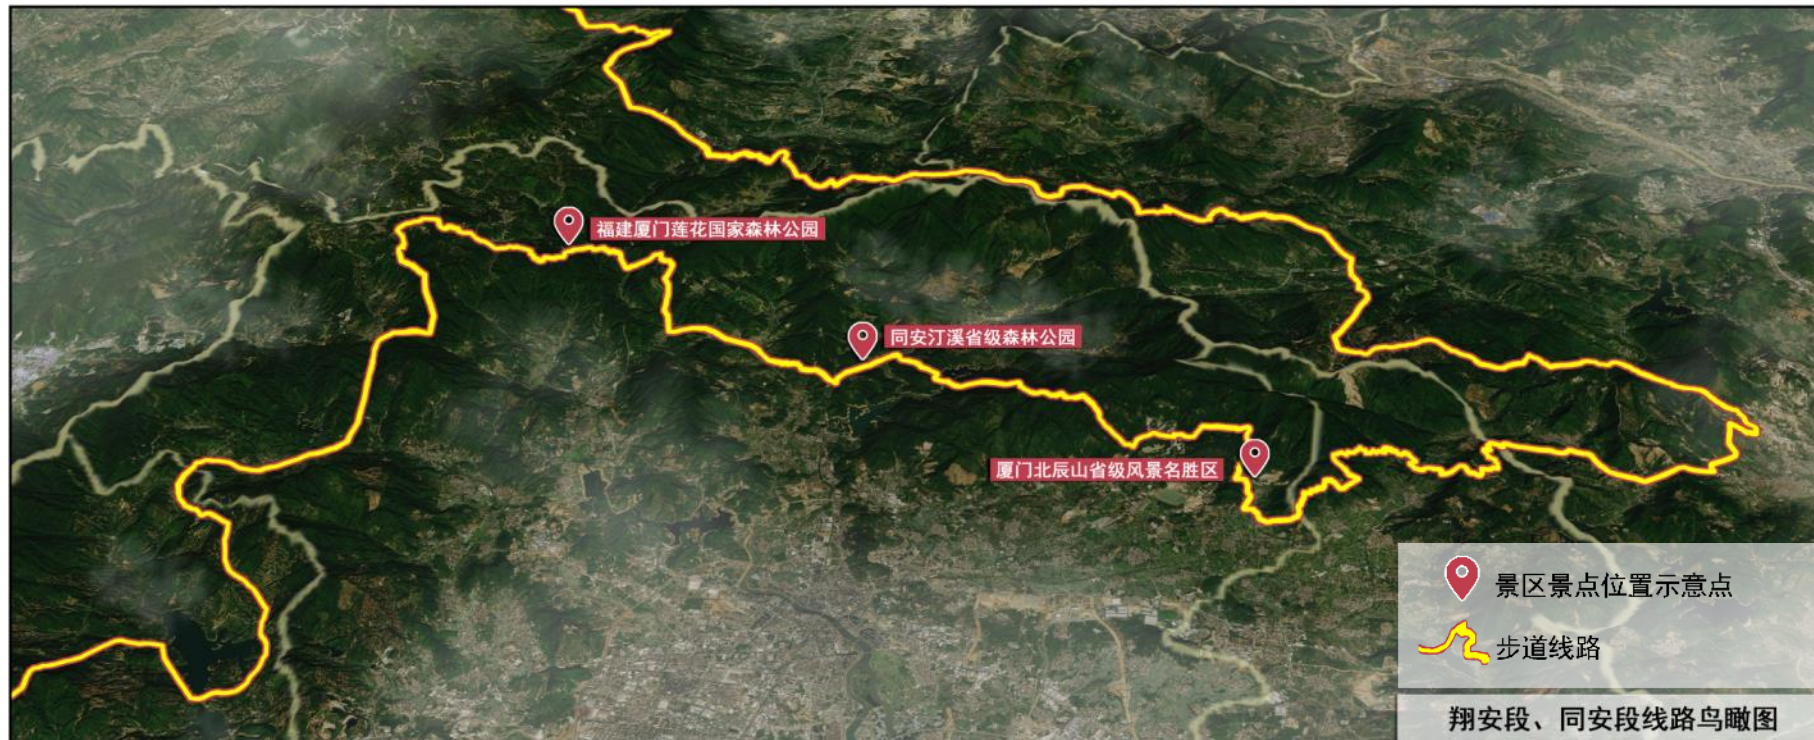 福建厦门莲花国家森林公园
同安汀溪省级森林公园
厦门北辰山省级风景名胜区
景区景点位置示意点
步道线路
翔安段、同安段线路鸟瞰图